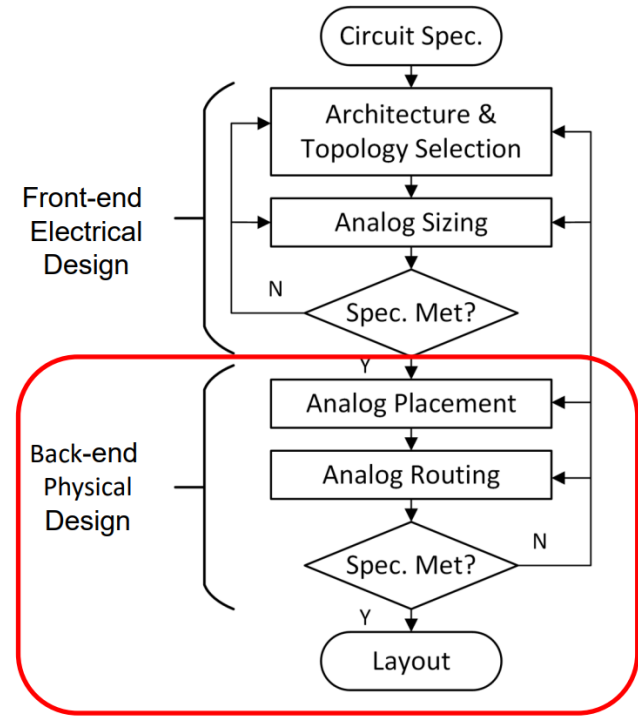 Circuit Spec.
Architecture &
Topology Selection
Front-end
Electrical
Design
Analog Sizing
N
Spec. Met?
Y
Analog Placement
Back-end
Physical
Design
Analog Routing
N
Spec. Met?
Y
Layout